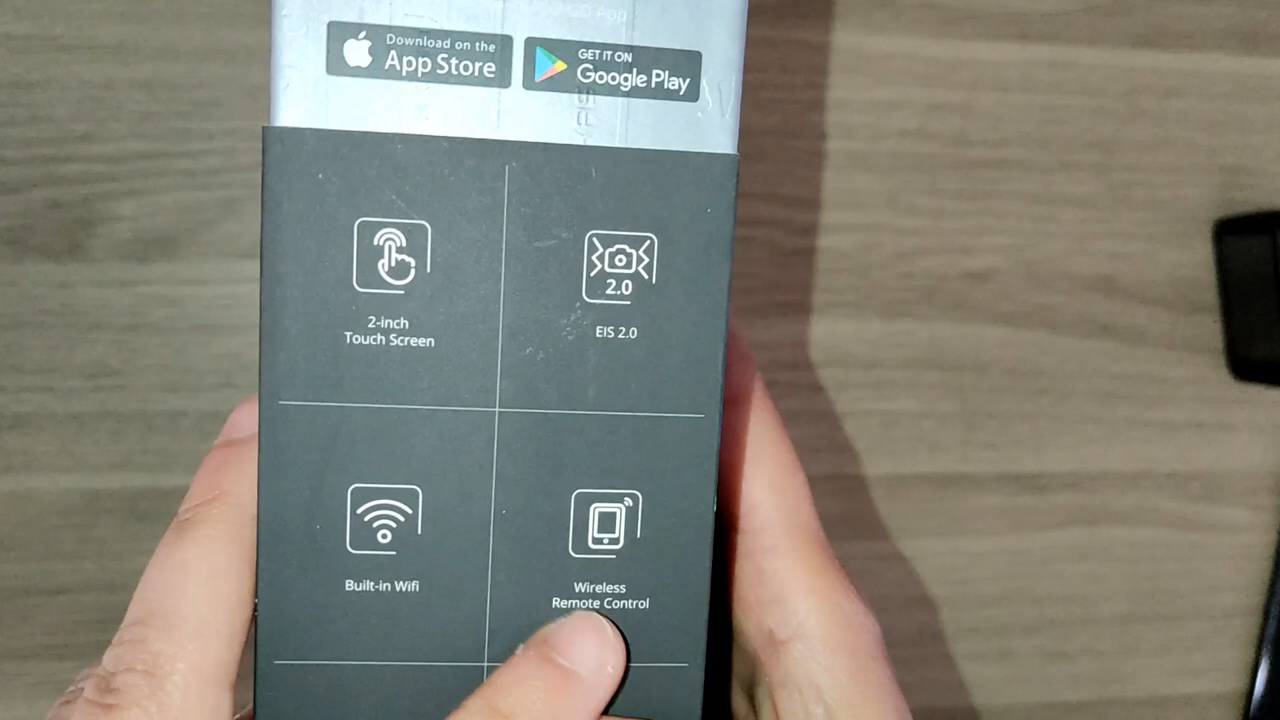 Download on the
App Store
GET IT ON
Google Play
2-inch
Touch Screen
2.0
EIS 2.0
Built-in Wifi
Wireless
Remote Control